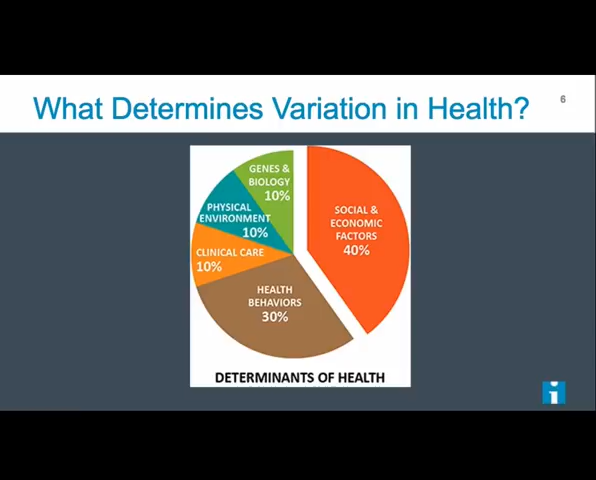 What Determines Variation in Health?
6
GENES &
BIOLOGY
10%
PHYSICAL
ENVIRONMENT
10%
CLINICAL CARE
10%
HEALTH
BEHAVIORS
30%
SOCIAL &
ECONOMIC
FACTORS
40%
DETERMINANTS OF HEALTH
i